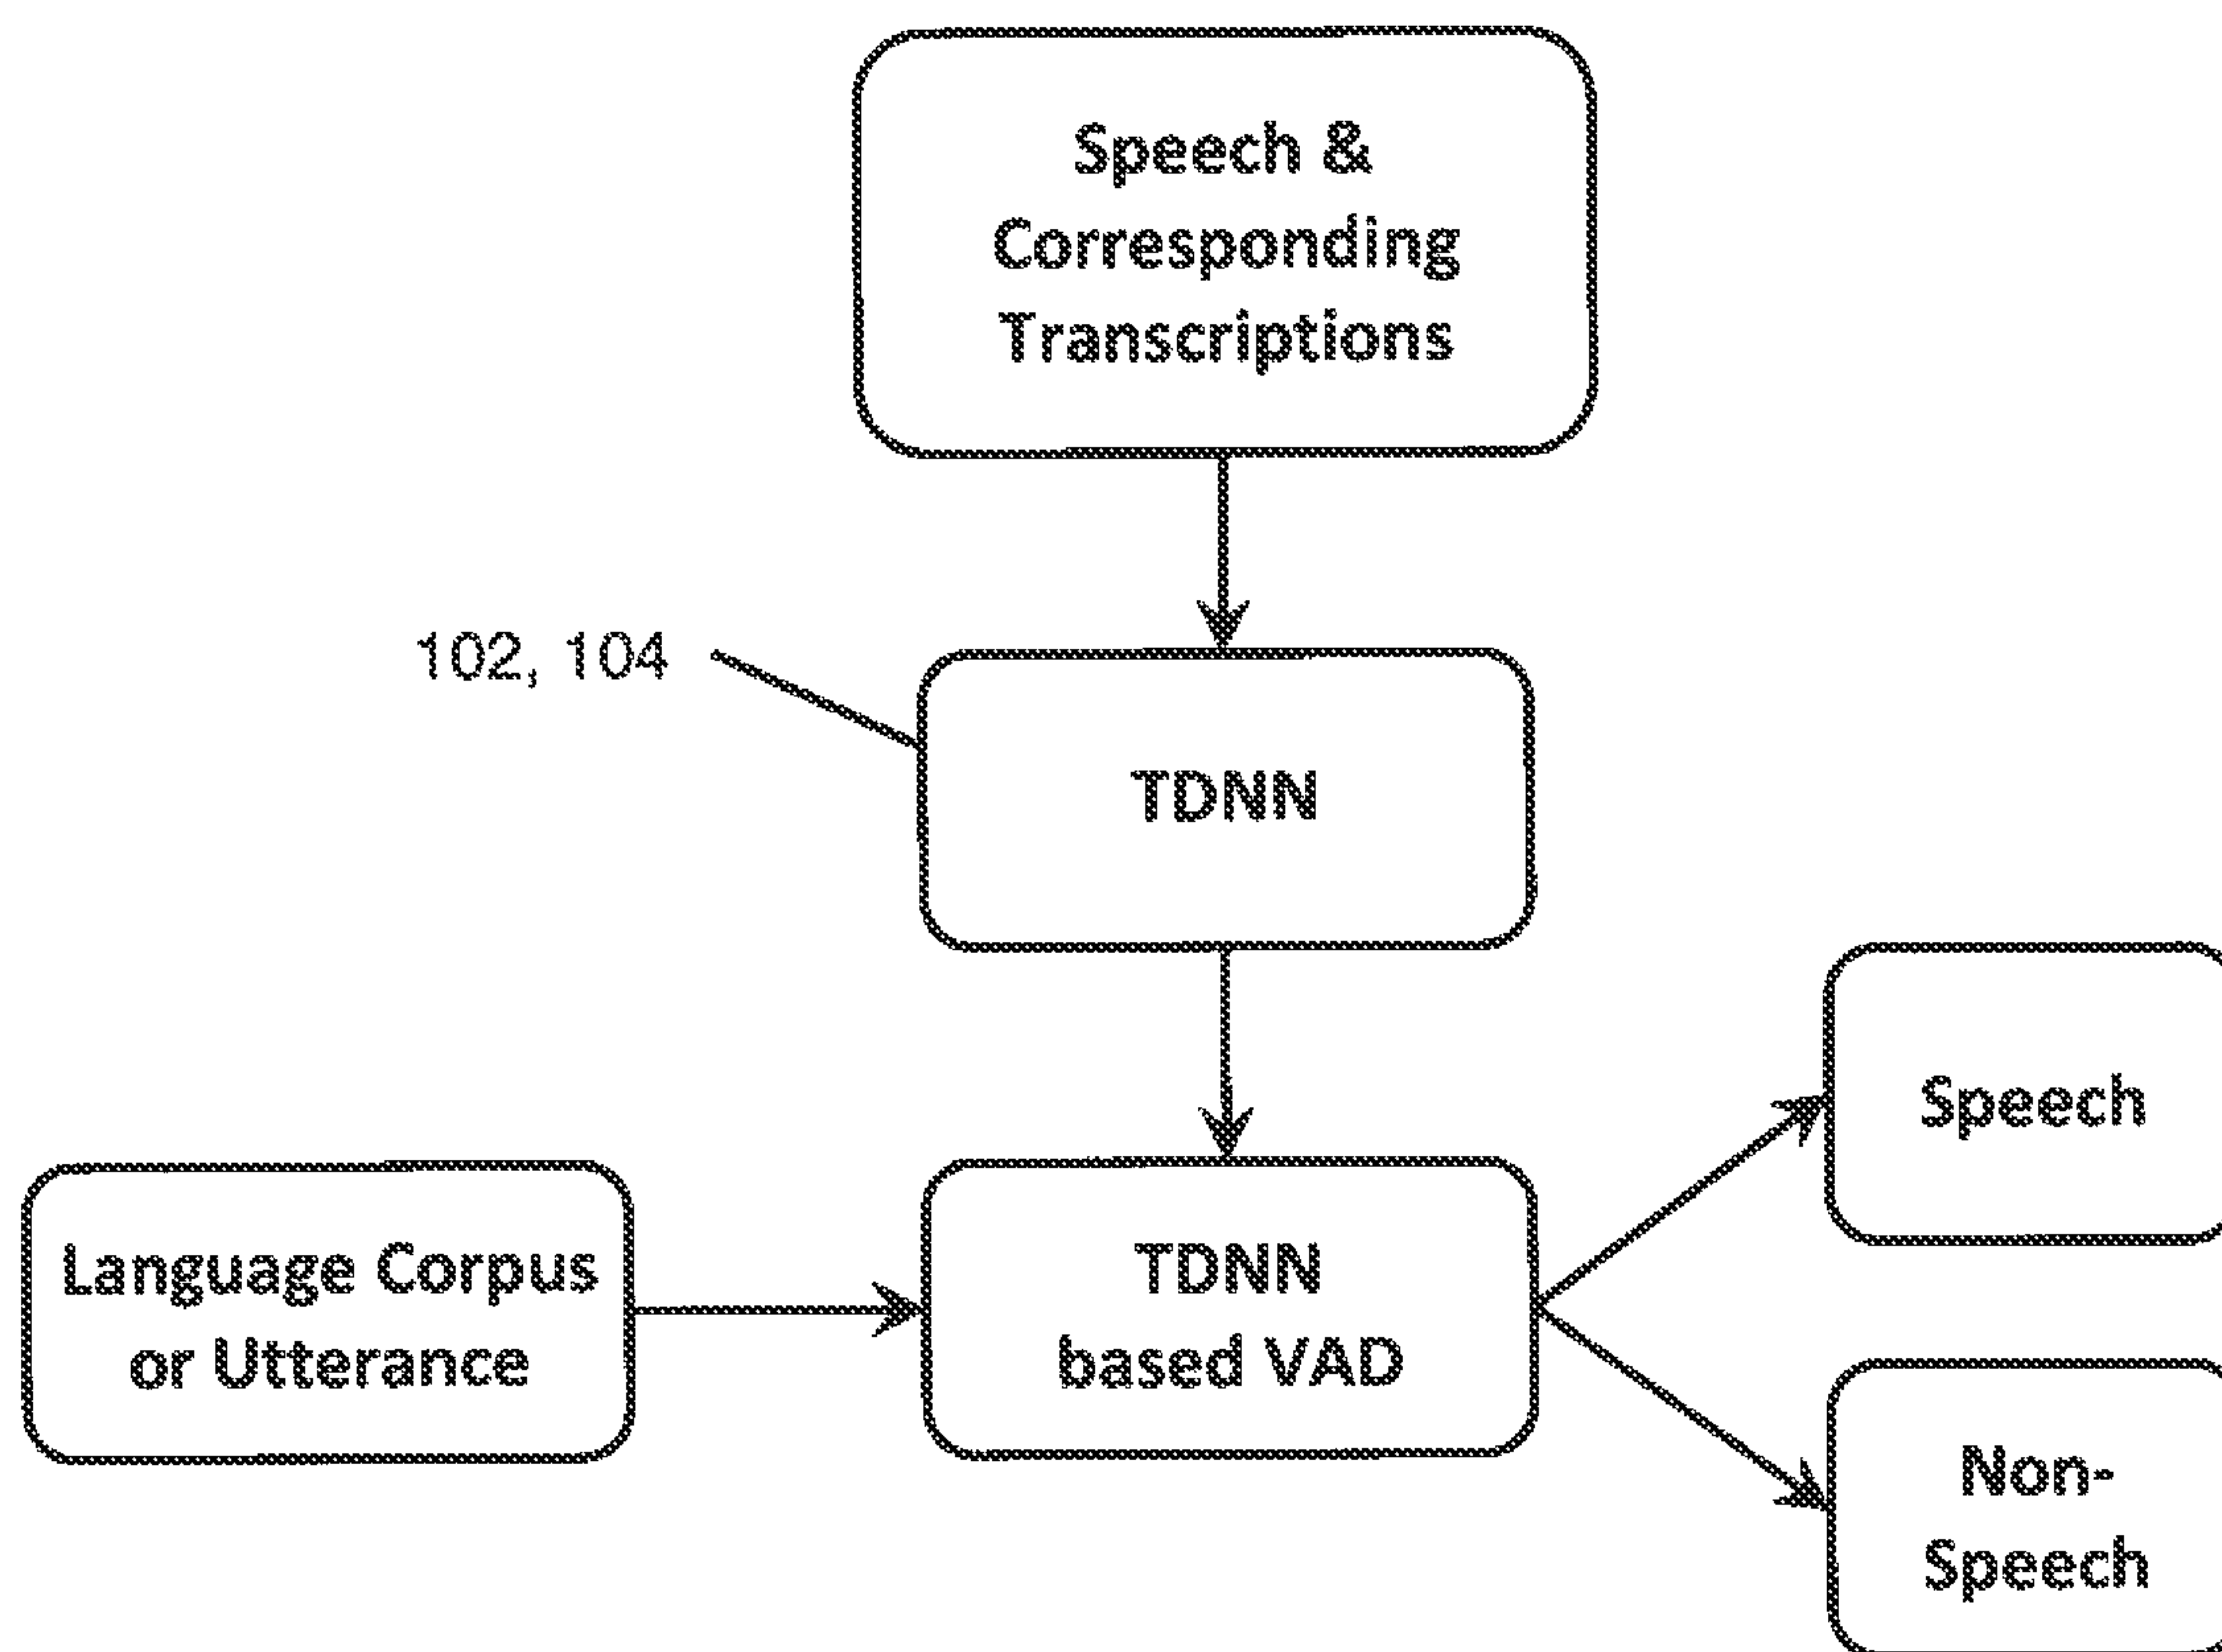 Speech &
Corresponding
Transcriptions
102, 104
TDNN
Speech
Language Corpus
or Utterance
TDNN
based VAD
Non-
Speech